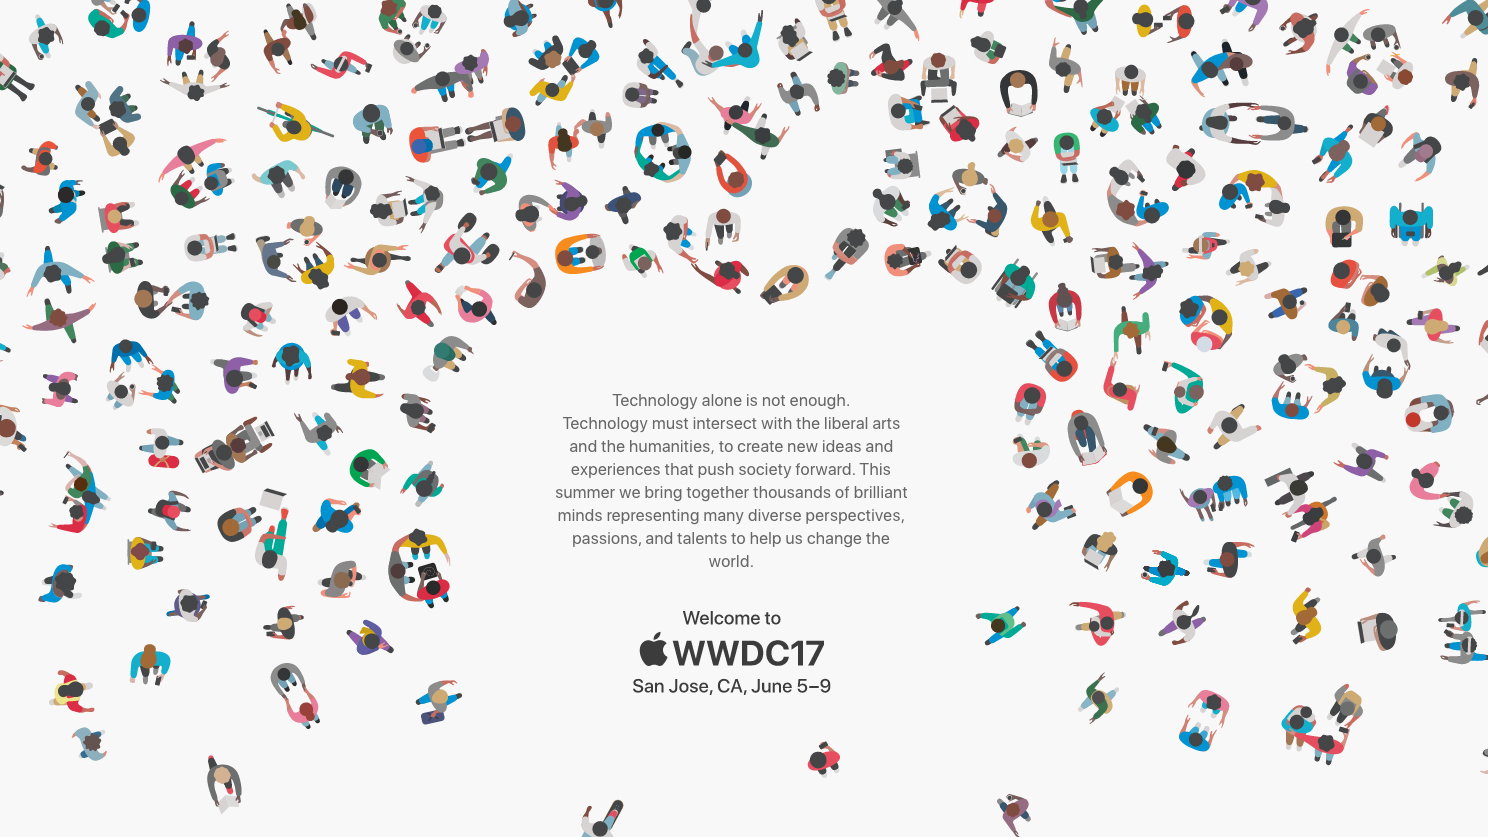 Technology alone is not enough.
Technology must intersect with the liberal arts
and the humanities, to create new ideas and
experiences that push society forward. This
summer we bring together thousands of brilliant
minds representing many diverse perspectives,
passions, and talents to help us change the
world.
Welcome to
WWDC17
San Jose, CA, June 5–9